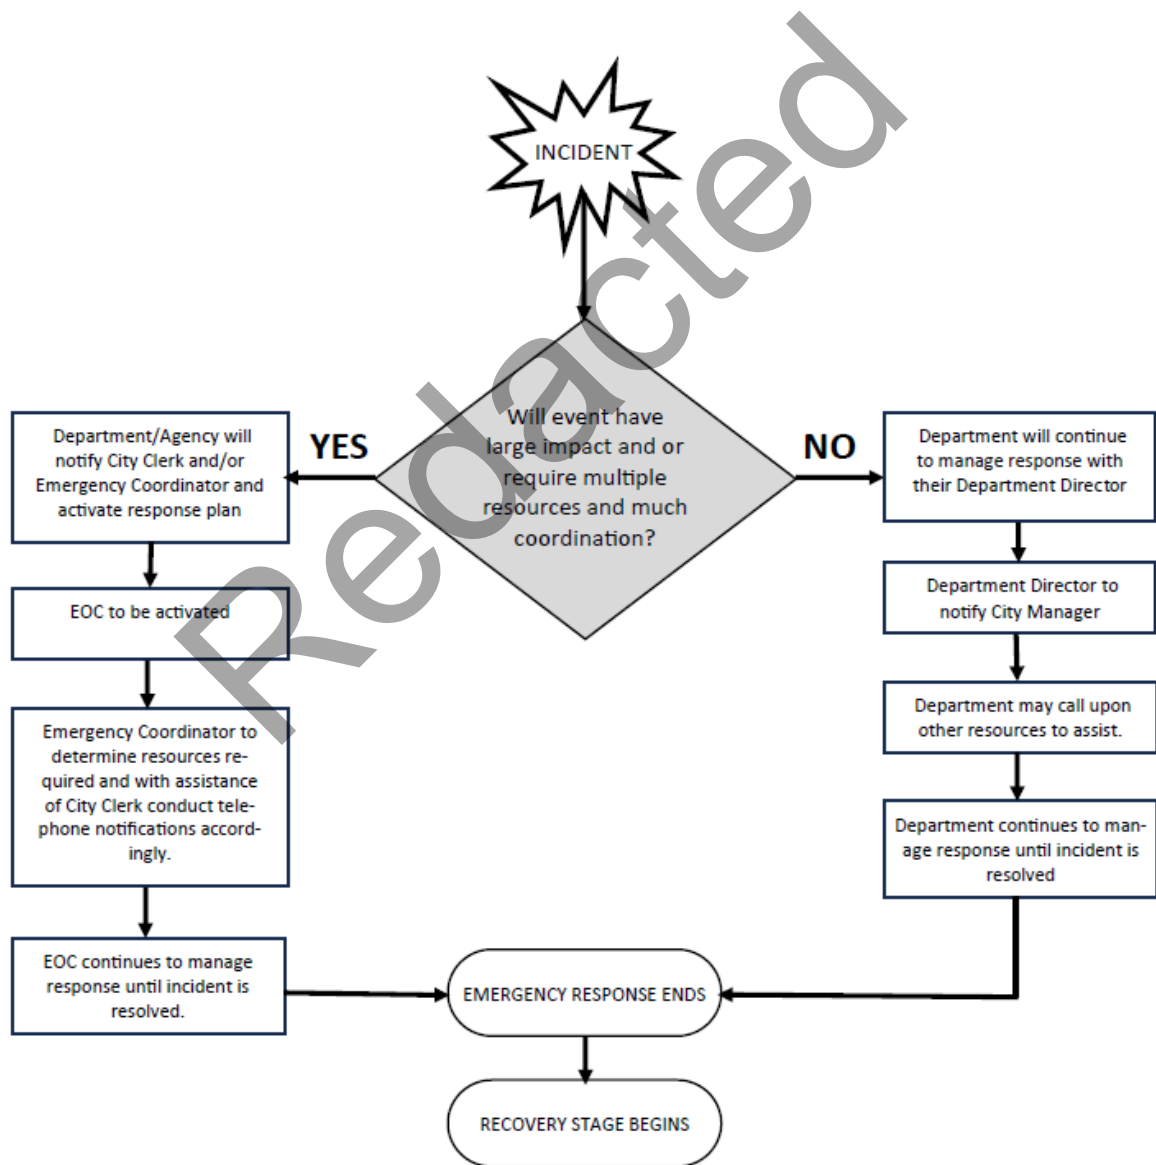 INCIDENT
Will event have
large impact and or
require multiple
resources and much
coordination?
YES
NO
Department/Agency will
notify City Clerk and/or
Emergency Coordinator and
activate response plan
EOC to be activated
Emergency Coordinator to
determine resources re-
quired and with assistance
of City Clerk conduct tele-
phone notifications accord-
ingly.
EOC continues to manage
response until incident is
resolved.
Department will continue
to manage response with
their Department Director
Department Director to
notify City Manager
Department may call upon
other resources to assist.
Department continues to man-
age response until incident is
resolved
EMERGENCY RESPONSE ENDS
RECOVERY STAGE BEGINS
Redacted